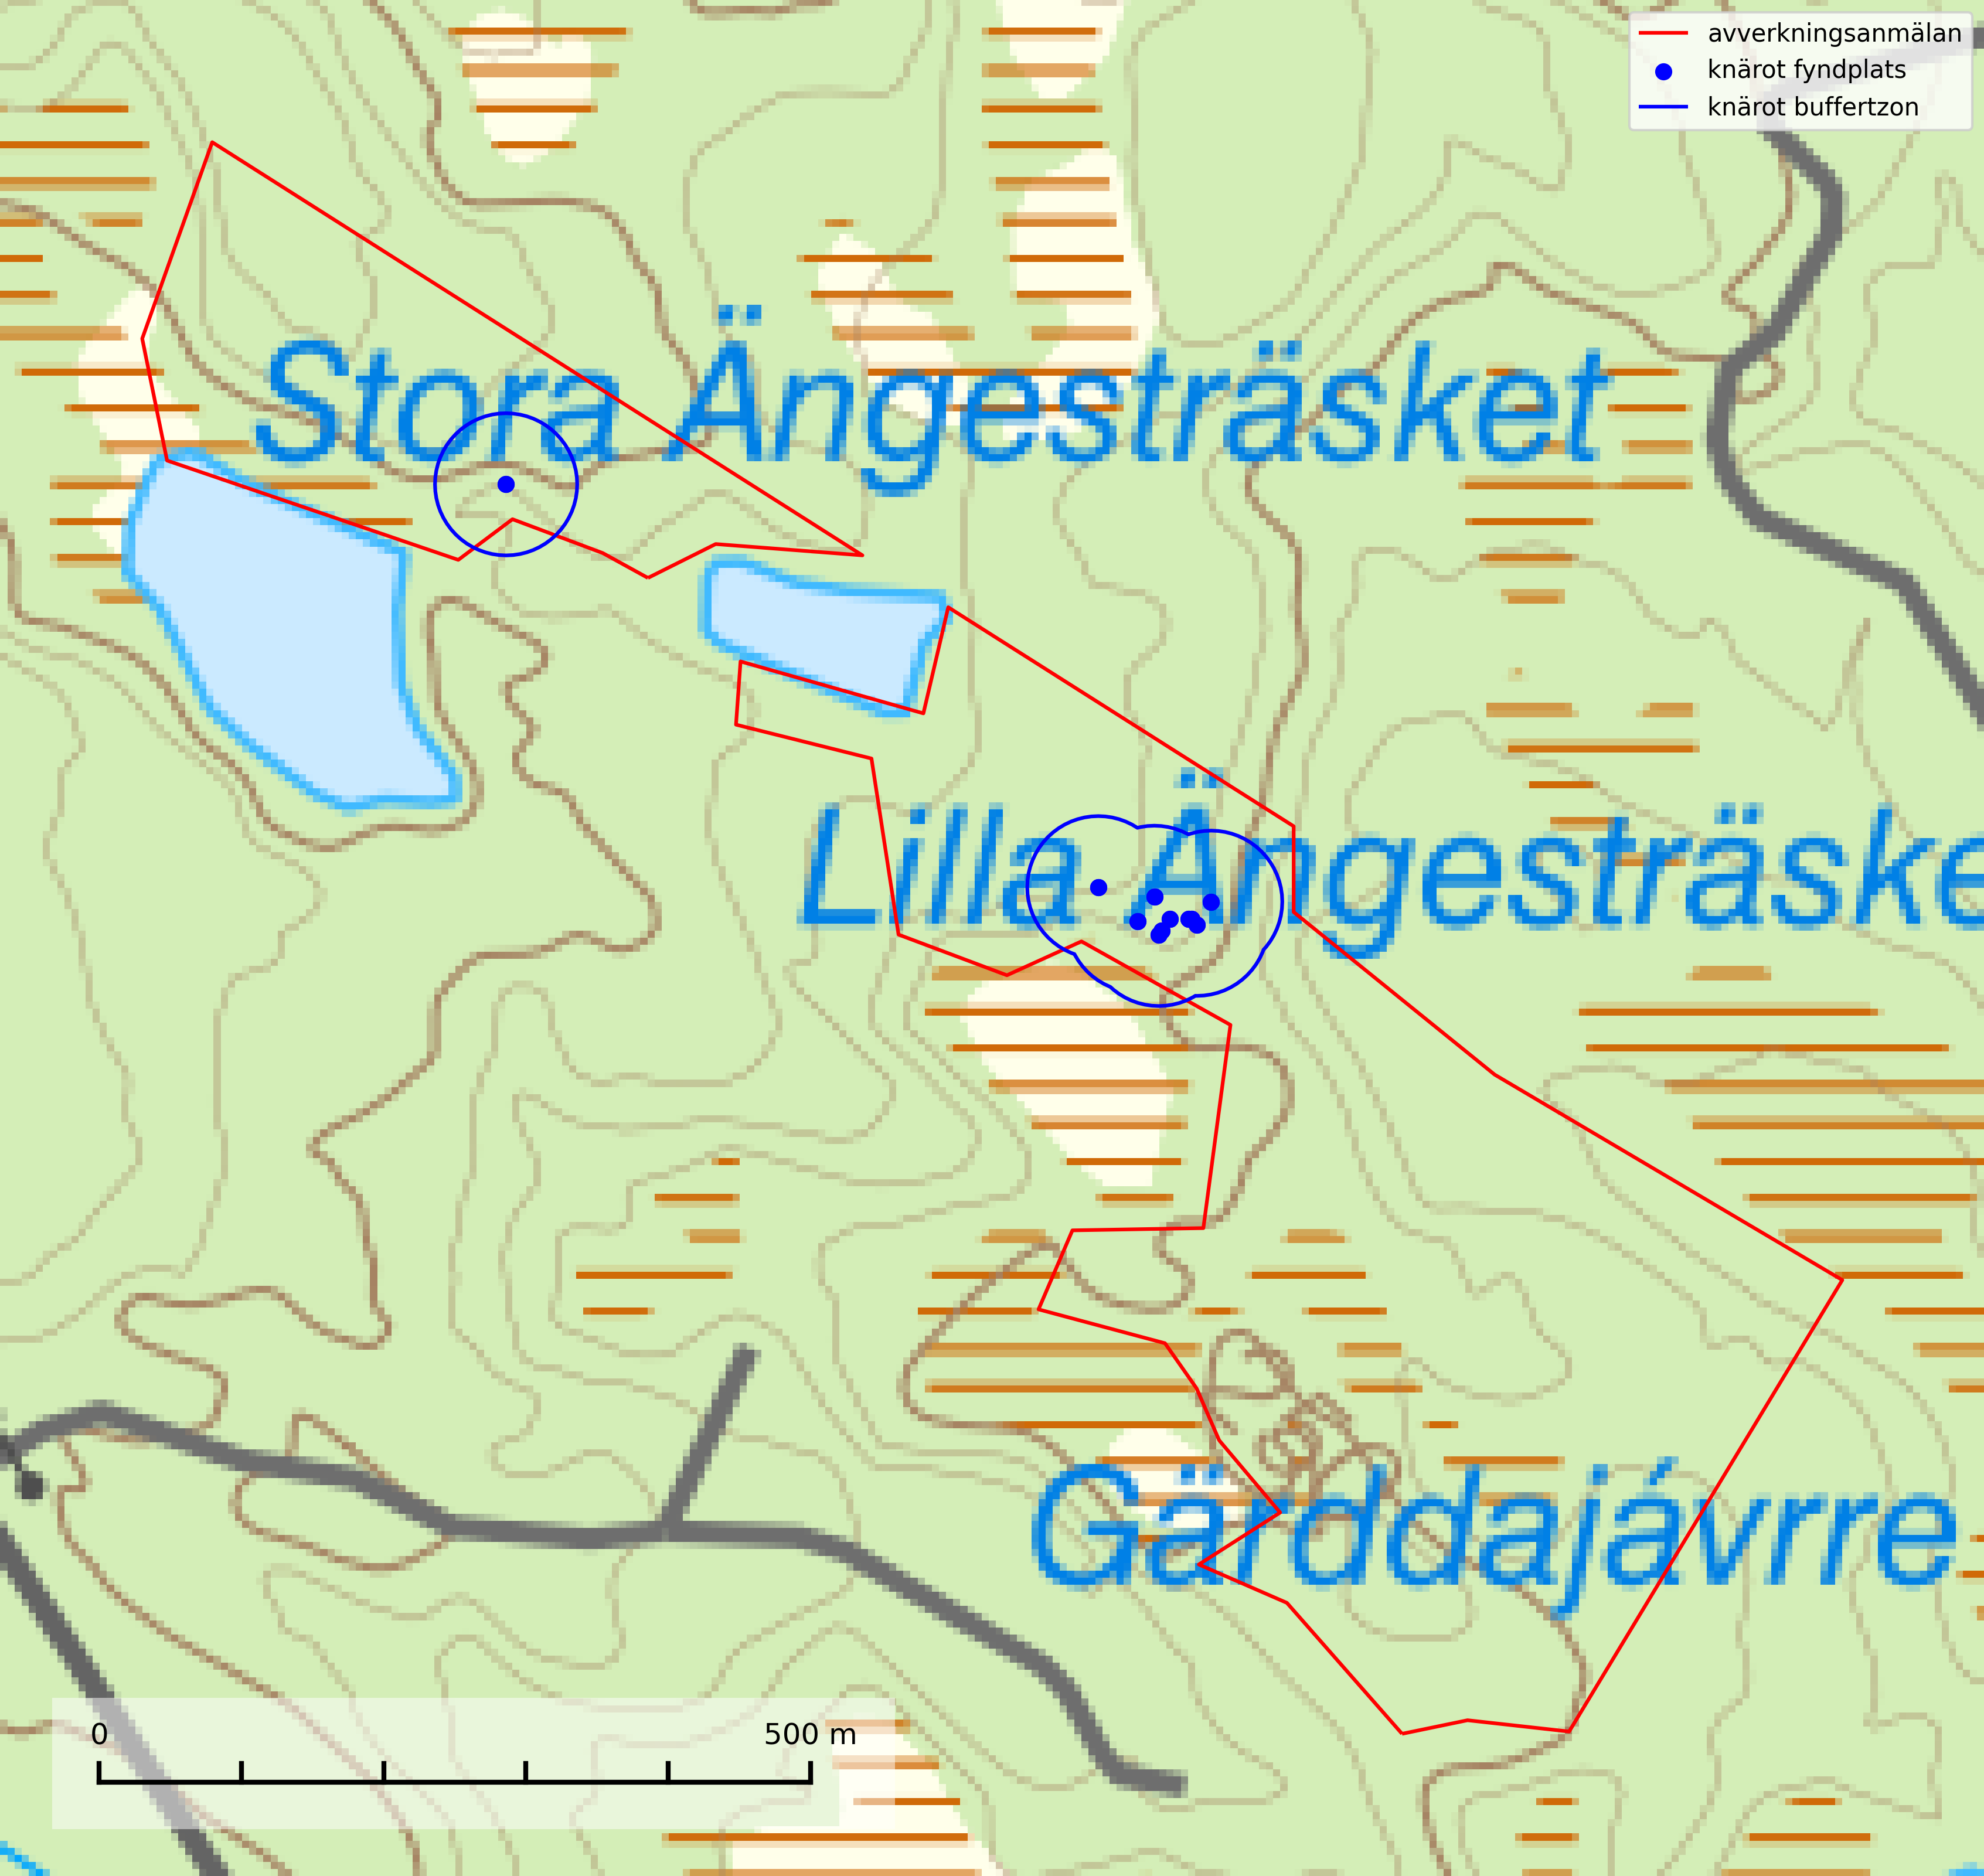 avverkningsanmälan
knärot fyndplats
knärot buffertzon
Stora Ängesträsket
Lilla Ängesträske
Gärddajávrre
0 500 m